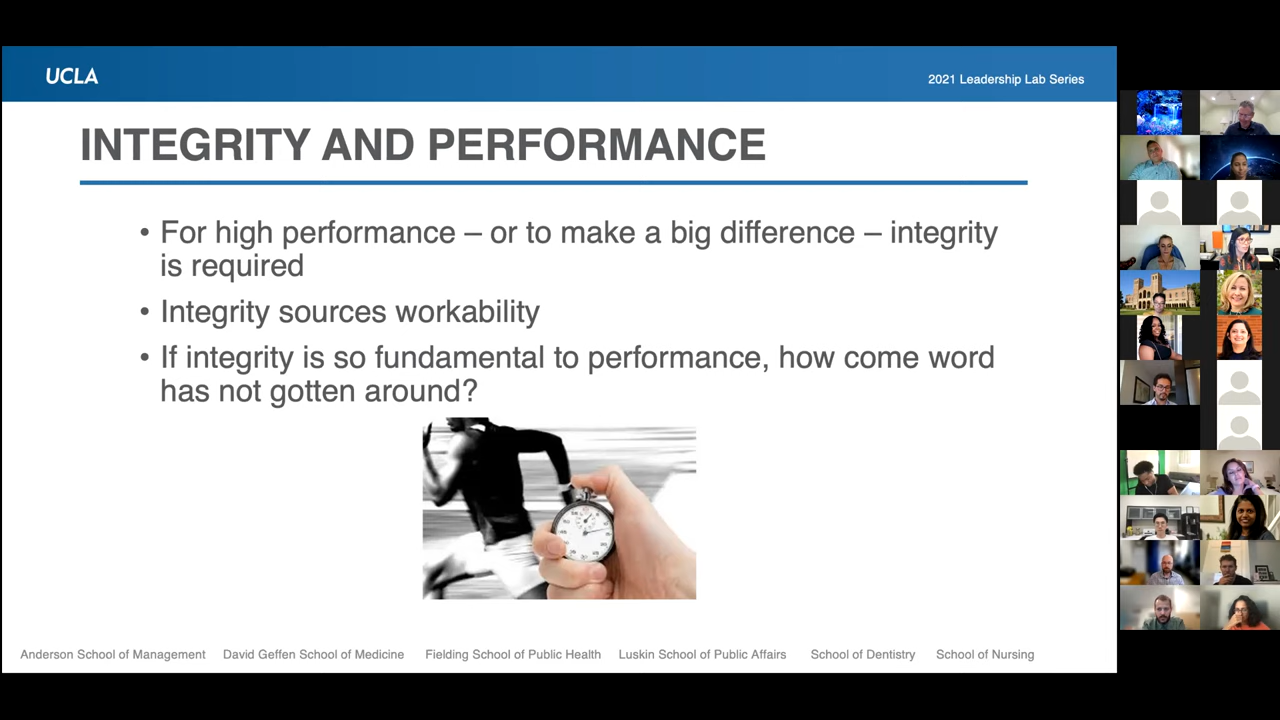 UCLA
2021 Leadership Lab Series
INTEGRITY AND PERFORMANCE
• For high performance – or to make a big difference – integrity
is required
• Integrity sources workability
• If integrity is so fundamental to performance, how come word
has not gotten around?
Anderson School of Management David Geffen School of Medicine Fielding School of Public Health Luskin School of Public Affairs School of Dentistry School of Nursing